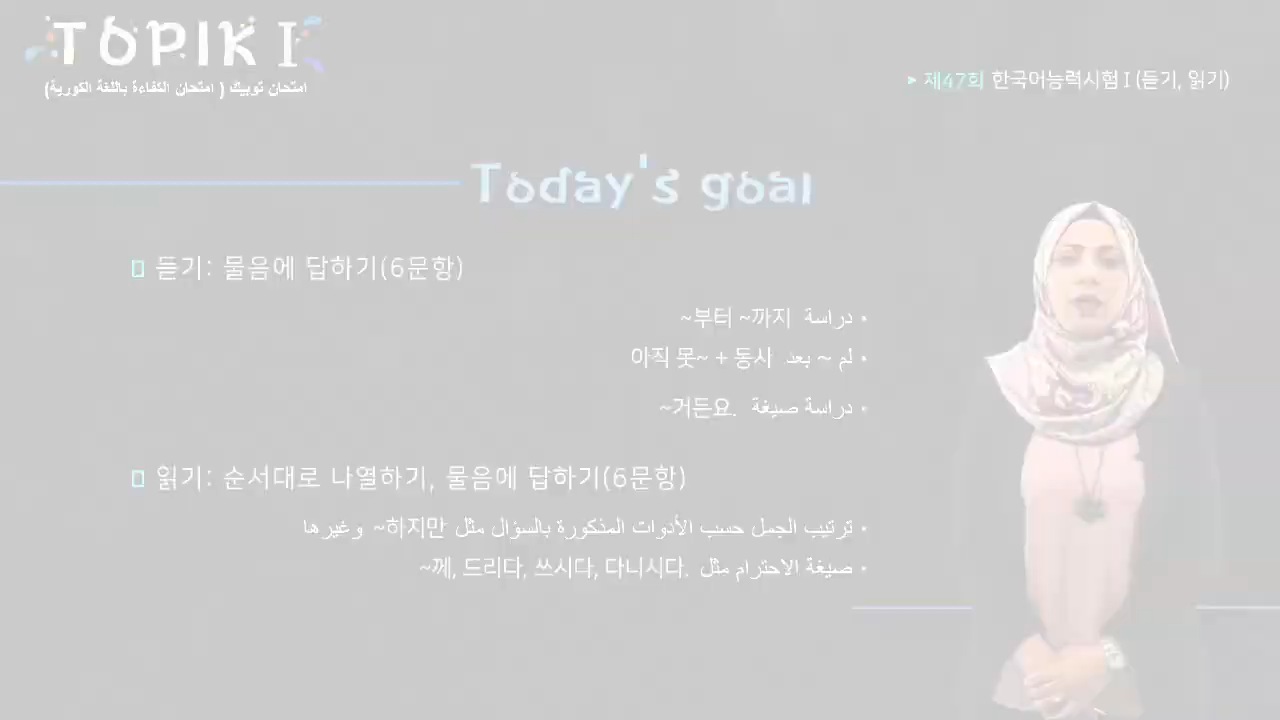 TOPIK I
امتحان توبيك ( امتحان الكفاءة باللغة الكورية)
▸ 제47회 한국어능력시험 I (듣기, 읽기)
Today's goal
듣기: 물음에 답하기(6문항)
• دراسة ~부터 ~까지
• لم ~ بعد 아직 못~ + 동사
• دراسة صيغة ~거든요.
읽기: 순서대로 나열하기, 물음에 답하기(6문항)
• ترتيب الجمل حسب الأدوات المذكورة بالسؤال مثل ~하지만 وغيرها
• صيغة الاحترام مثل ~께, 드리다, 쓰시다, 다니시다.